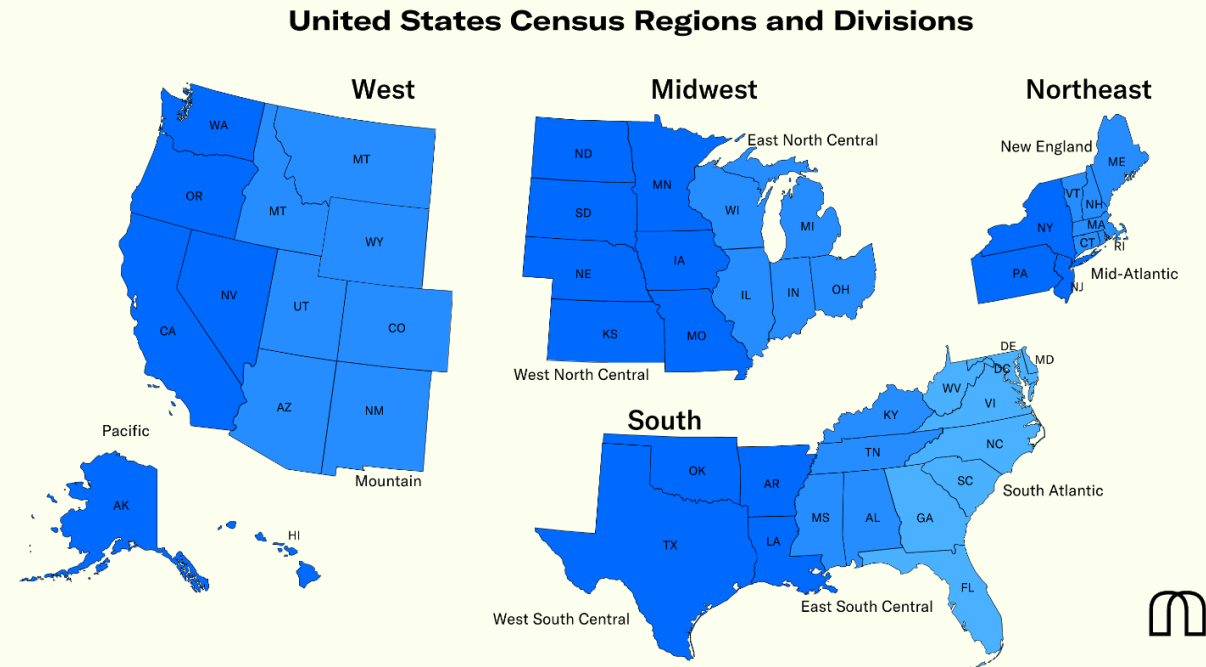 United States Census Regions and Divisions
West
WA
MT
OR
MT
WY
NV
UT
CO
CA
AZ
NM
Pacific
Mountain
AK
HI
Midwest
East North Central
ND
MN
SD
WI
MI
NE
IA
IL
IN
OH
KS
MO
West North Central
Northeast
New England
ME
VT
NH
NY
MA
CT
RI
PA
Mid-Atlantic
NJ
South
DE
MD
DC
WV
VI
KY
NC
TN
OK
AR
SC
South Atlantic
MS
AL
GA
TX
LA
FL
East South Central
West South Central